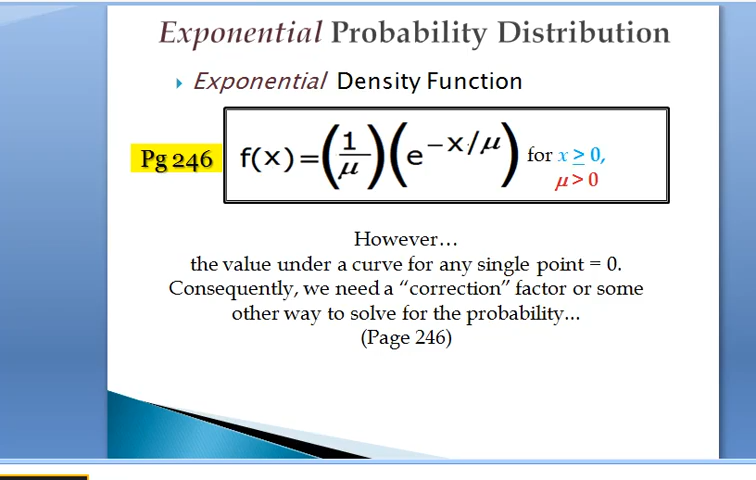 Exponential Probability Distribution
Exponential Density Function
Pg 246
f(x)=(1/μ)(e^−x/μ) for x ≥ 0,
μ > 0
However…
the value under a curve for any single point = 0.
Consequently, we need a “correction” factor or some
other way to solve for the probability…
(Page 246)